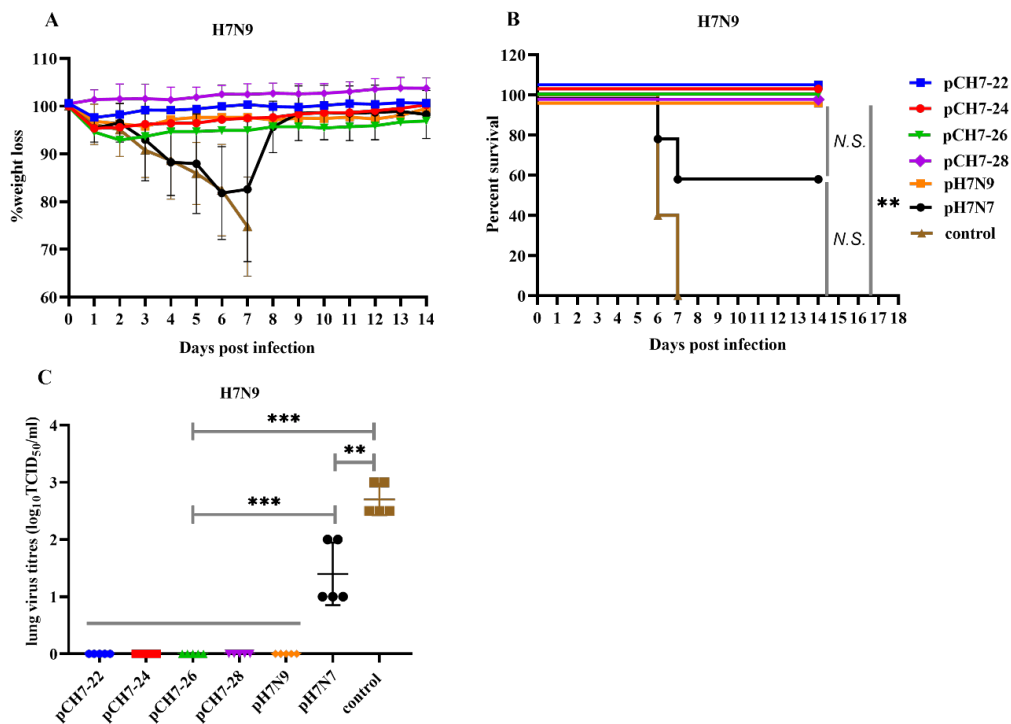 A
H7N9
%weight loss
110
100
90
80
70
60
0 1 2 3 4 5 6 7 8 9 10 11 12 13 14
Days post infection
B
H7N9
Percent survival
120
100
80
60
40
20
0
0 1 2 3 4 5 6 7 8 9 10 11 12 13 14 15 16 17 18
Days post infection
N.S.
N.S.
**
pCH7-22
pCH7-24
pCH7-26
pCH7-28
pH7N9
pH7N7
control
C
H7N9
lung virus titres (log10TCID50/ml)
4
3
2
1
0
***
**
***
pCH7-22
pCH7-24
pCH7-26
pCH7-28
pH7N9
pH7N7
control